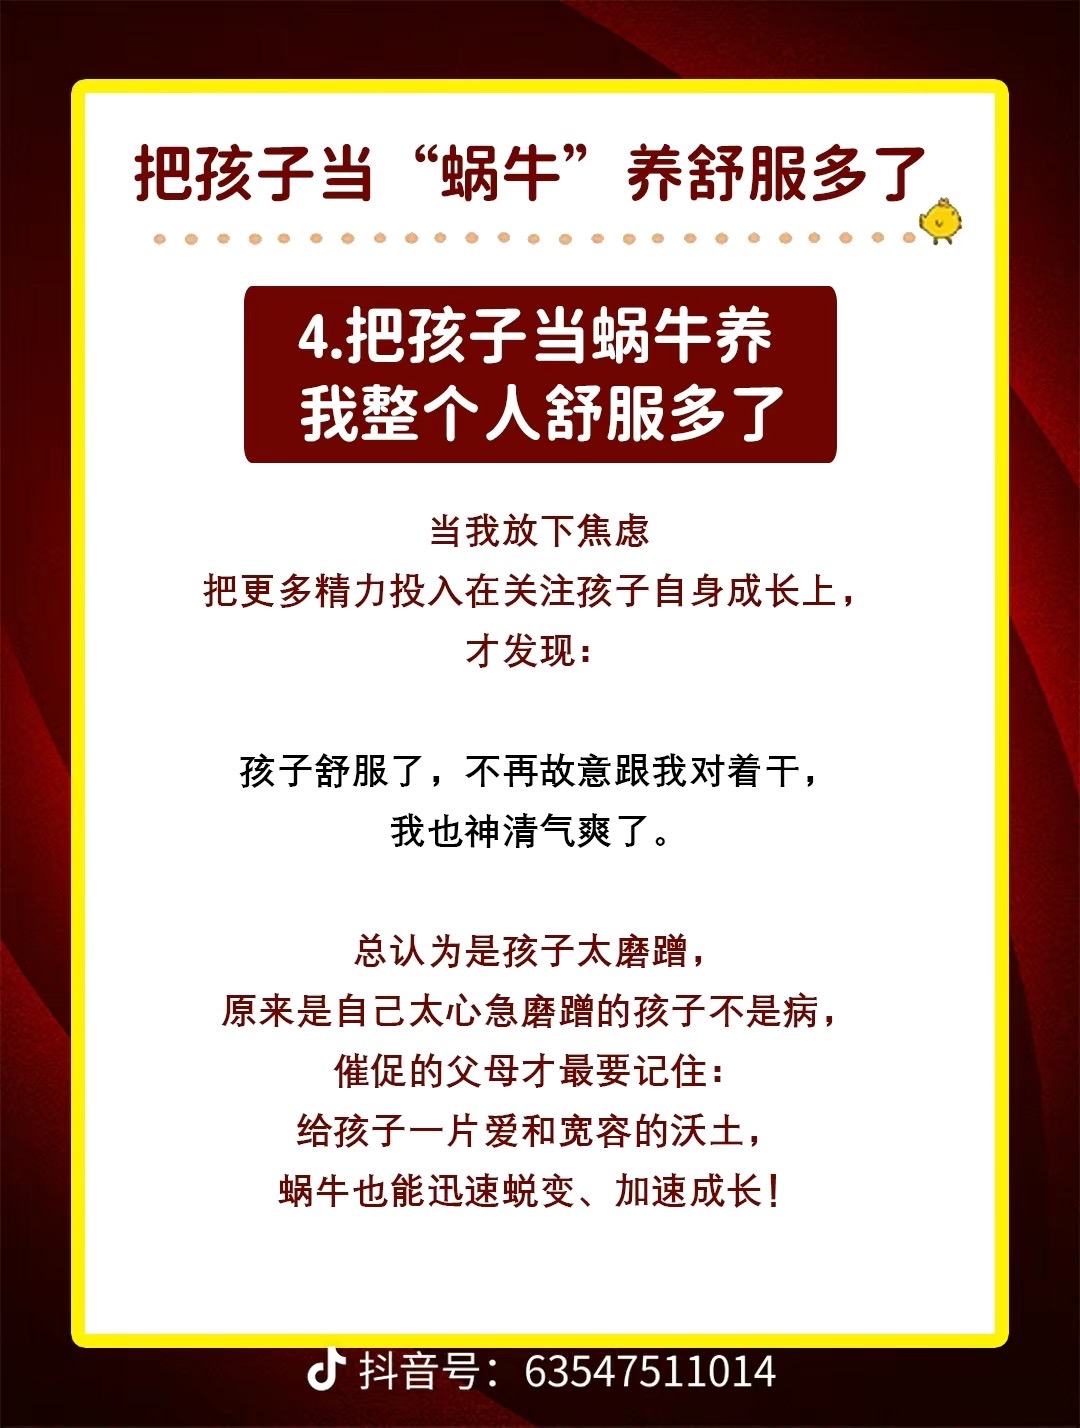 把孩子当“蜗牛”养舒服多了
4.把孩子当蜗牛养
我整个人舒服多了
当我放下焦虑
把更多精力投入在关注孩子自身成长上，
才发现：
孩子舒服了，不再故意跟我对着干，
我也神清气爽了。
总认为是孩子太磨蹭，
原来是自己太心急磨蹭的孩子不是病，
催促的父母才最要记住：
给孩子一片爱和宽容的沃土，
蜗牛也能迅速蜕变、加速成长！
抖音号：63547511014